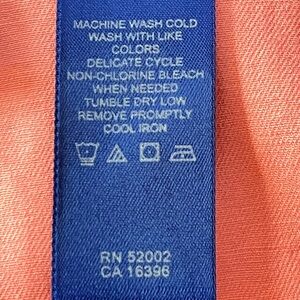 MACHINE WASH COLD
WASH WITH LIKE
COLORS
DELICATE CYCLE
NON-CHLORINE BLEACH
WHEN NEEDED
TUMBLE DRY LOW
REMOVE PROMPTLY
COOL IRON
RN 52002
CA 16396